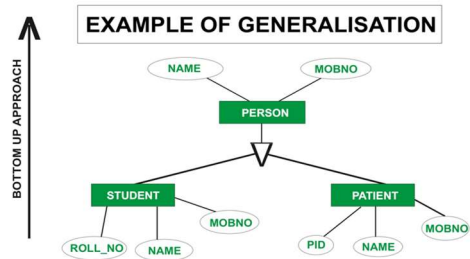 EXAMPLE OF GENERALISATION
BOTTOM UP APPROACH
NAME
MOBNO
PERSON
STUDENT
PATIENT
ROLL_NO
NAME
MOBNO
PID
NAME
MOBNO